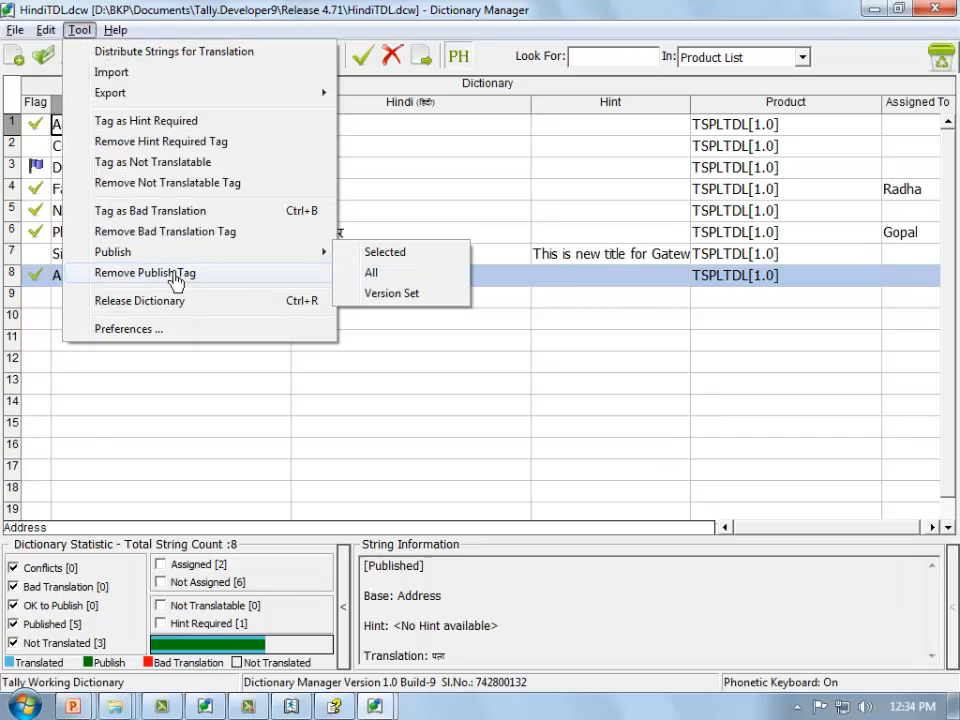 HindiTDL.dcw [D:\BKP\Documents\Tally.Developer9\Release 4.71\HindiTDL.dcw] - Dictionary Manager
File Edit Tool Help
PH Look For: In: Product List
Distribute Strings for Translation
Import
Export
Tag as Hint Required
Remove Hint Required Tag
Tag as Not Translatable
Remove Not Translatable Tag
Tag as Bad Translation Ctrl+B
Remove Bad Translation Tag
Publish
Remove Publish Tag
Release Dictionary Ctrl+R
Preferences ...
Selected
All
Version Set
Dictionary
Flag Hindi (हिन्दी) Hint Product Assigned To
1 A TSPLTDL[1.0]
2 C TSPLTDL[1.0]
3 D TSPLTDL[1.0]
4 Fa TSPLTDL[1.0] Radha
5 N TSPLTDL[1.0]
6 Pl TSPLTDL[1.0] Gopal
7 Si This is new title for Gatew TSPLTDL[1.0]
8 A TSPLTDL[1.0]
9
10
11
12
13
14
15
16
17
18
19
Address
Dictionary Statistic - Total String Count :8
Conflicts [0]
Bad Translation [0]
OK to Publish [0]
Published [5]
Not Translated [3]
Assigned [2]
Not Assigned [6]
Not Translatable [0]
Hint Required [1]
Translated Publish Bad Translation Not Translated
String Information
[Published]
Base: Address
Hint: <No Hint available>
Translation: पता
Tally Working Dictionary Dictionary Manager Version 1.0 Build-9 Sl.No.: 742800132 Phonetic Keyboard: On
12:34 PM